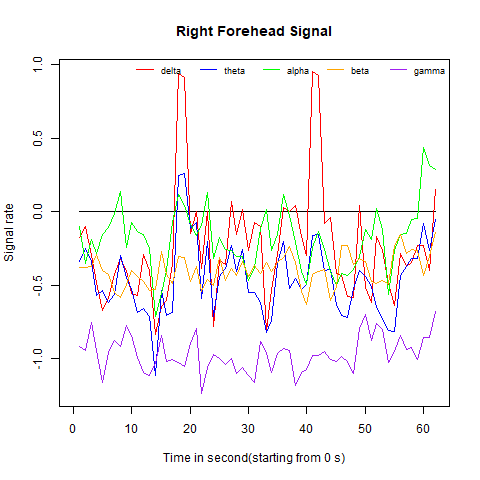 Right Forehead Signal
delta theta alpha beta gamma
1.0
0.5
0.0
-0.5
-1.0
Signal rate
0 10 20 30 40 50 60
Time in second(starting from 0 s)